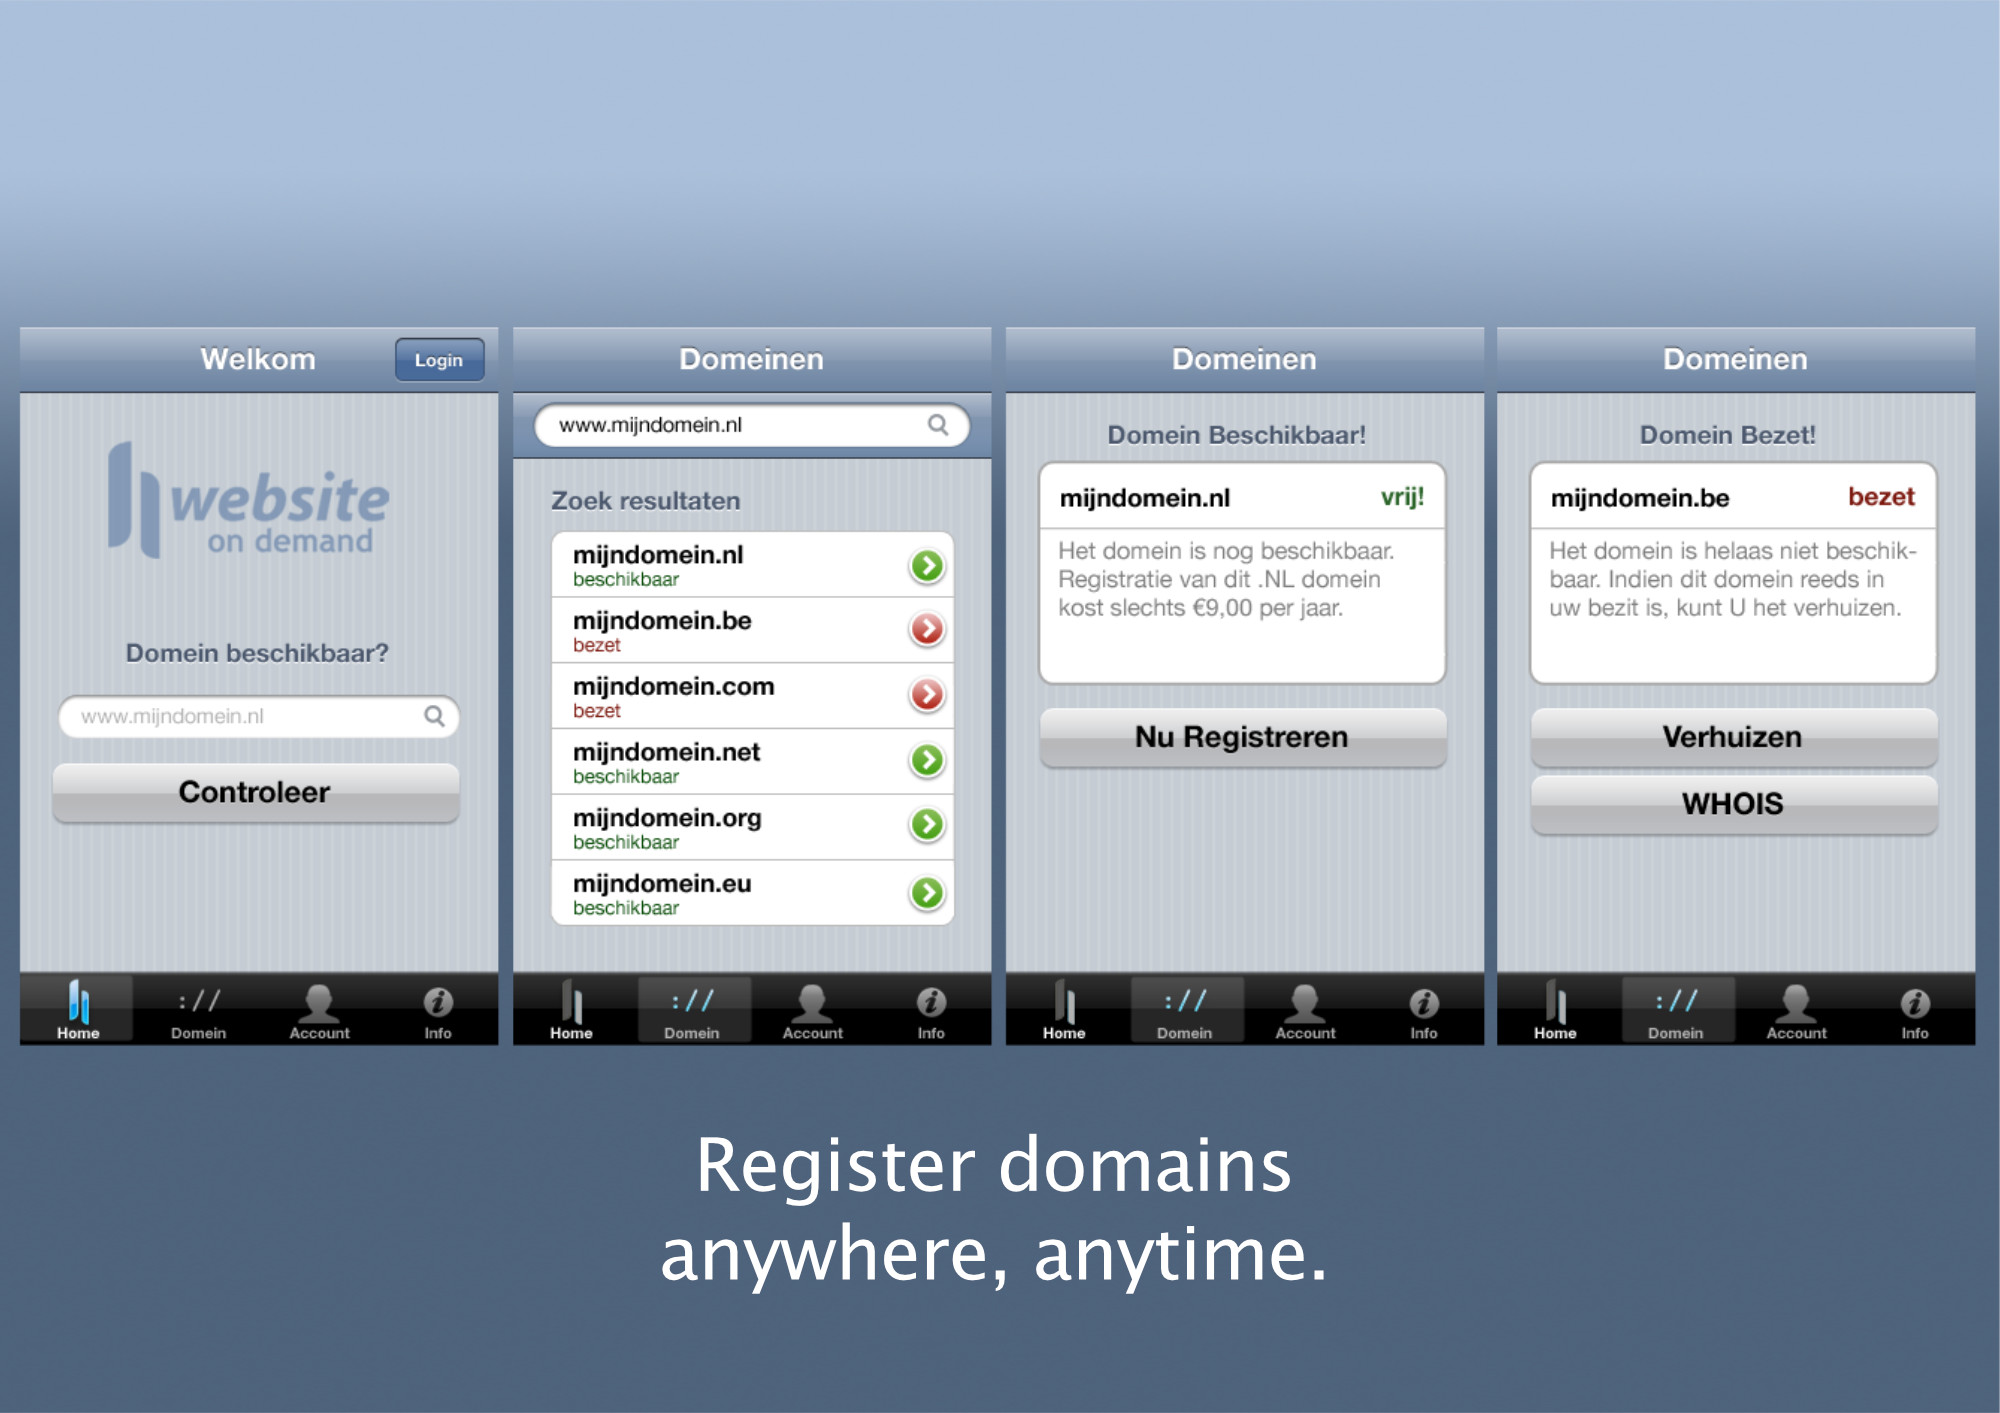 Welkom
Login
website
on demand
Domein beschikbaar?
www.mijndomein.nl
Controleer
Home
Domein
Account
Info
Domeinen
www.mijndomein.nl
Zoek resultaten
mijndomein.nl
beschikbaar
mijndomein.be
bezet
mijndomein.com
bezet
mijndomein.net
beschikbaar
mijndomein.org
beschikbaar
mijndomein.eu
beschikbaar
Home
://
Domein
Account
Info
Domeinen
Domein Beschikbaar!
mijndomein.nl
vrij!
Het domein is nog beschikbaar.
Registratie van dit .NL domein
kost slechts €9,00 per jaar.
Nu Registreren
Home
://
Domein
Account
Info
Domeinen
Domein Bezet!
mijndomein.be
bezet
Het domein is helaas niet beschik-
baar. Indien dit domein reeds in
uw bezit is, kunt U het verhuizen.
Verhuizen
WHOIS
Home
://
Domein
Account
Info
Register domains
anywhere, anytime.